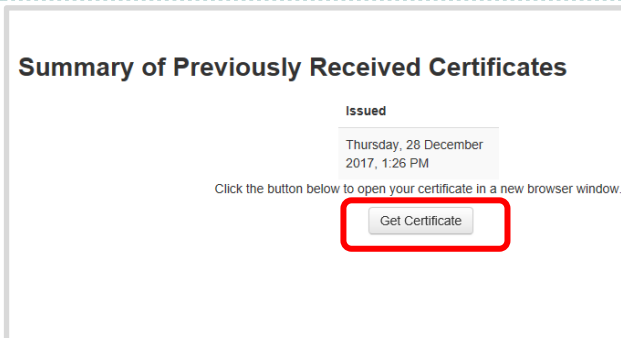 Summary of Previously Received Certificates
Issued
Thursday, 28 December
2017, 1:26 PM
Click the button below to open your certificate in a new browser window.
Get Certificate